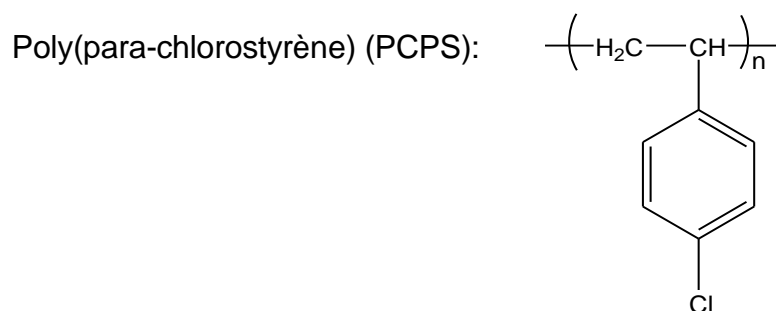 Poly(para-chlorostyrène) (PCPS):
H₂C CH n
Cl